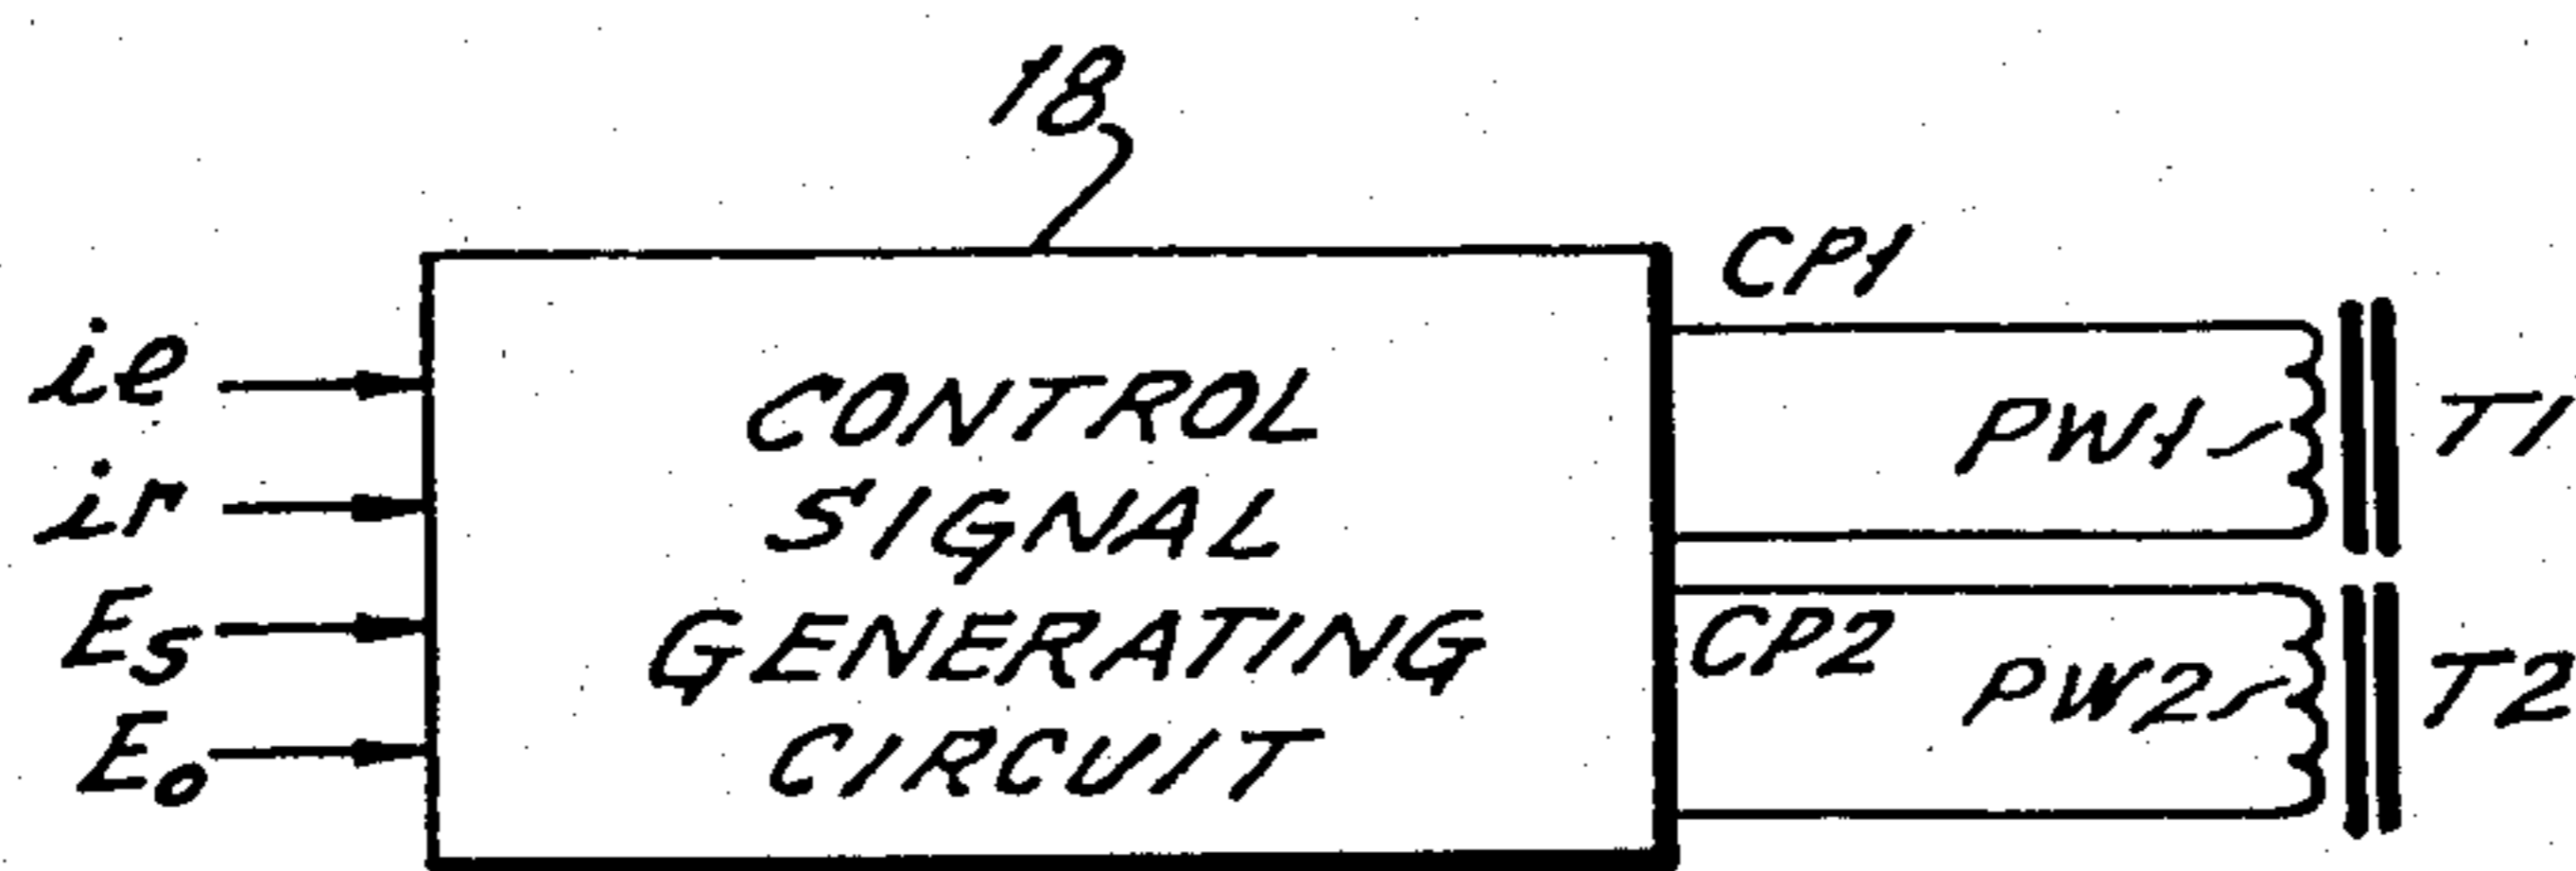 18
CP1
ie
ir
Es
Eo
CONTROL
SIGNAL
GENERATING
CIRCUIT
PW1
T1
CP2
PW2
T2